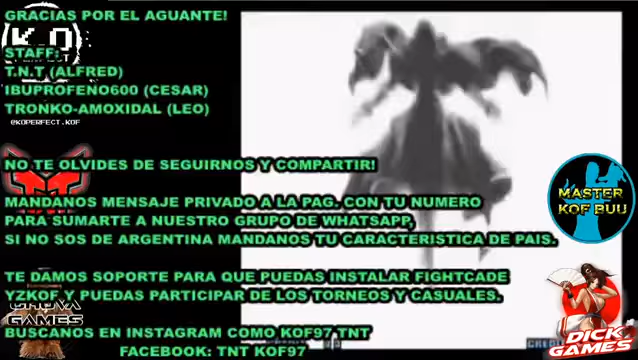 GRACIAS POR EL AGUANTE!
K.O
PERFECT
STAFF:
T.N.T (ALFRED)
IBUPROFENO600 (CESAR)
TRONKO-AMOXIDAL (LEO)
@KOPERFECT.KOF
NO TE OLVIDES DE SEGUIRNOS Y COMPARTIR!
MASTER
KOF BUU
MANDANOS MENSAJE PRIVADO A LA PAG. CON TU NUMERO
PARA SUMARTE A NUESTRO GRUPO DE WHATSAPP,
SI NO SOS DE ARGENTINA MANDANOS TU CARACTERISTICA DE PAIS.
TE DAMOS SOPORTE PARA QUE PUEDAS INSTALAR FIGHTCADE
YZKOF Y PUEDAS PARTICIPAR DE LOS TORNEOS Y CASUALES.
GAMES
DICK
GAMES
BUSCANOS EN INSTAGRAM COMO KOF97 TNT
FACEBOOK: TNT KOF97